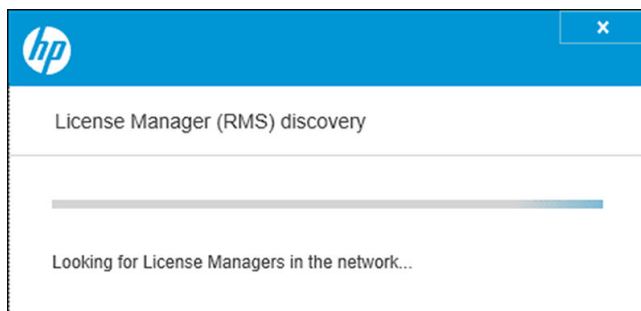 hp
License Manager (RMS) discovery
Looking for License Managers in the network...